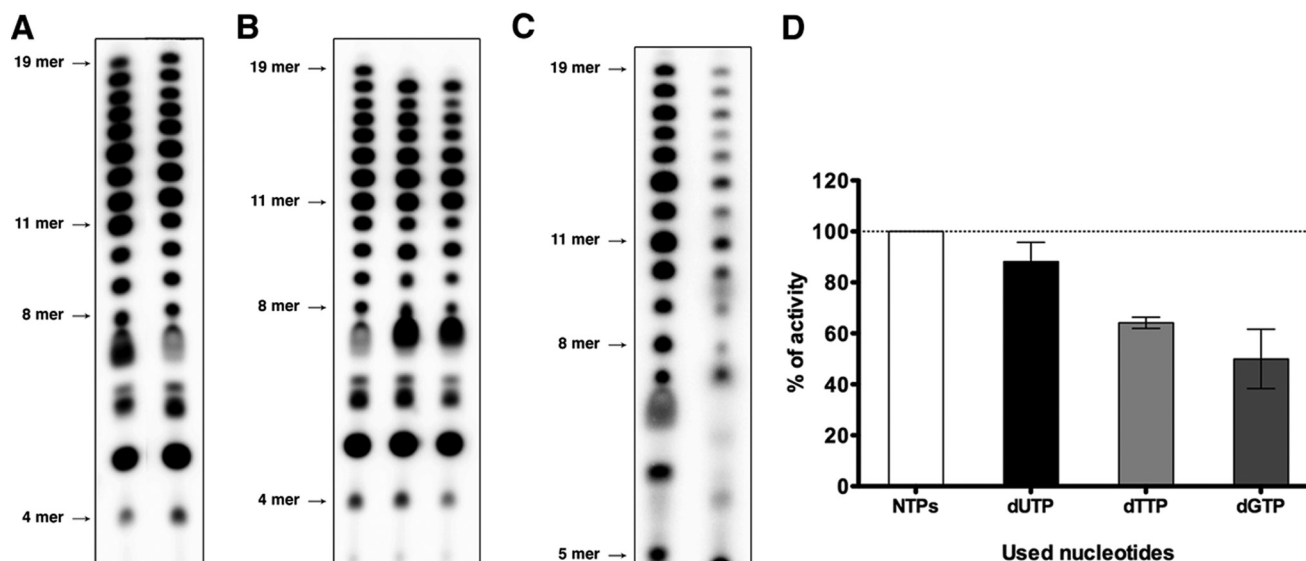 A
19 mer →
11 mer →
8 mer →
4 mer →
B
19 mer →
11 mer →
8 mer →
4 mer →
C
19 mer →
11 mer →
8 mer →
5 mer →
D
% of activity
120
100
80
60
40
20
0
NTPs dUTP dTTP dGTP
Used nucleotides